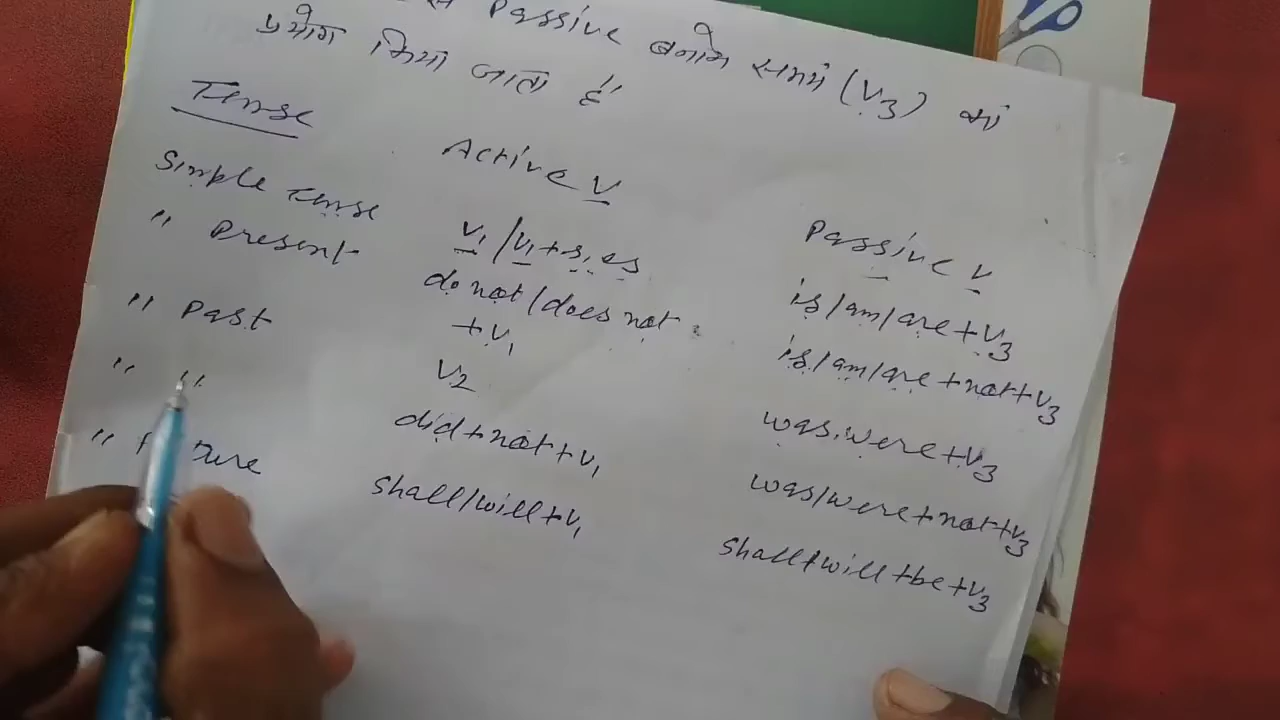 Passive बनाते समय (V3) का
प्रयोग किया जाता है"
Tense
Active V
Passive V
Simple Tense
" Present V1/V1+s, es is/am/are+V3
do not/does not +V1 is/am/are+not+V3
" Past V2 was, were+V3
" " did+not+V1 was/were+not+V3
" shall/will+V1 shall+will+be+V3